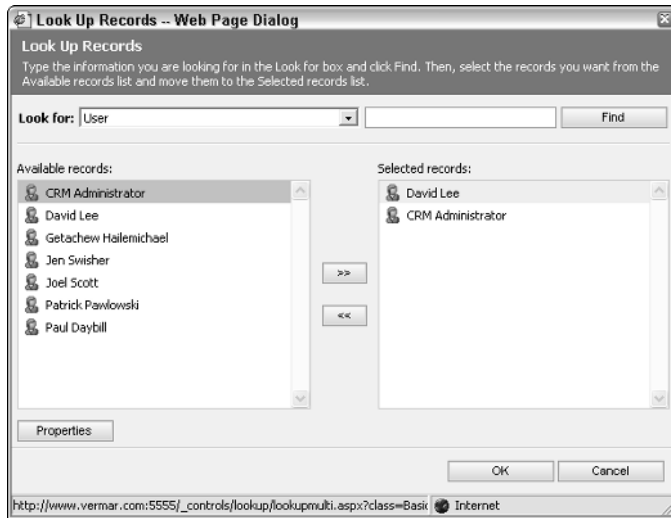 Look Up Records -- Web Page Dialog
Look Up Records
Type the information you are looking for in the Look for box and click Find. Then, select the records you want from the
Available records list and move them to the Selected records list.
Look for: User
Find
Available records:
CRM Administrator
David Lee
Getachew Hailemichael
Jen Swisher
Joel Scott
Patrick Pawlowski
Paul Daybill
>>
<<
Selected records:
David Lee
CRM Administrator
Properties
OK
Cancel
http://www.vermar.com:5555/_controls/lookup/lookupmulti.aspx?class=Basic
Internet